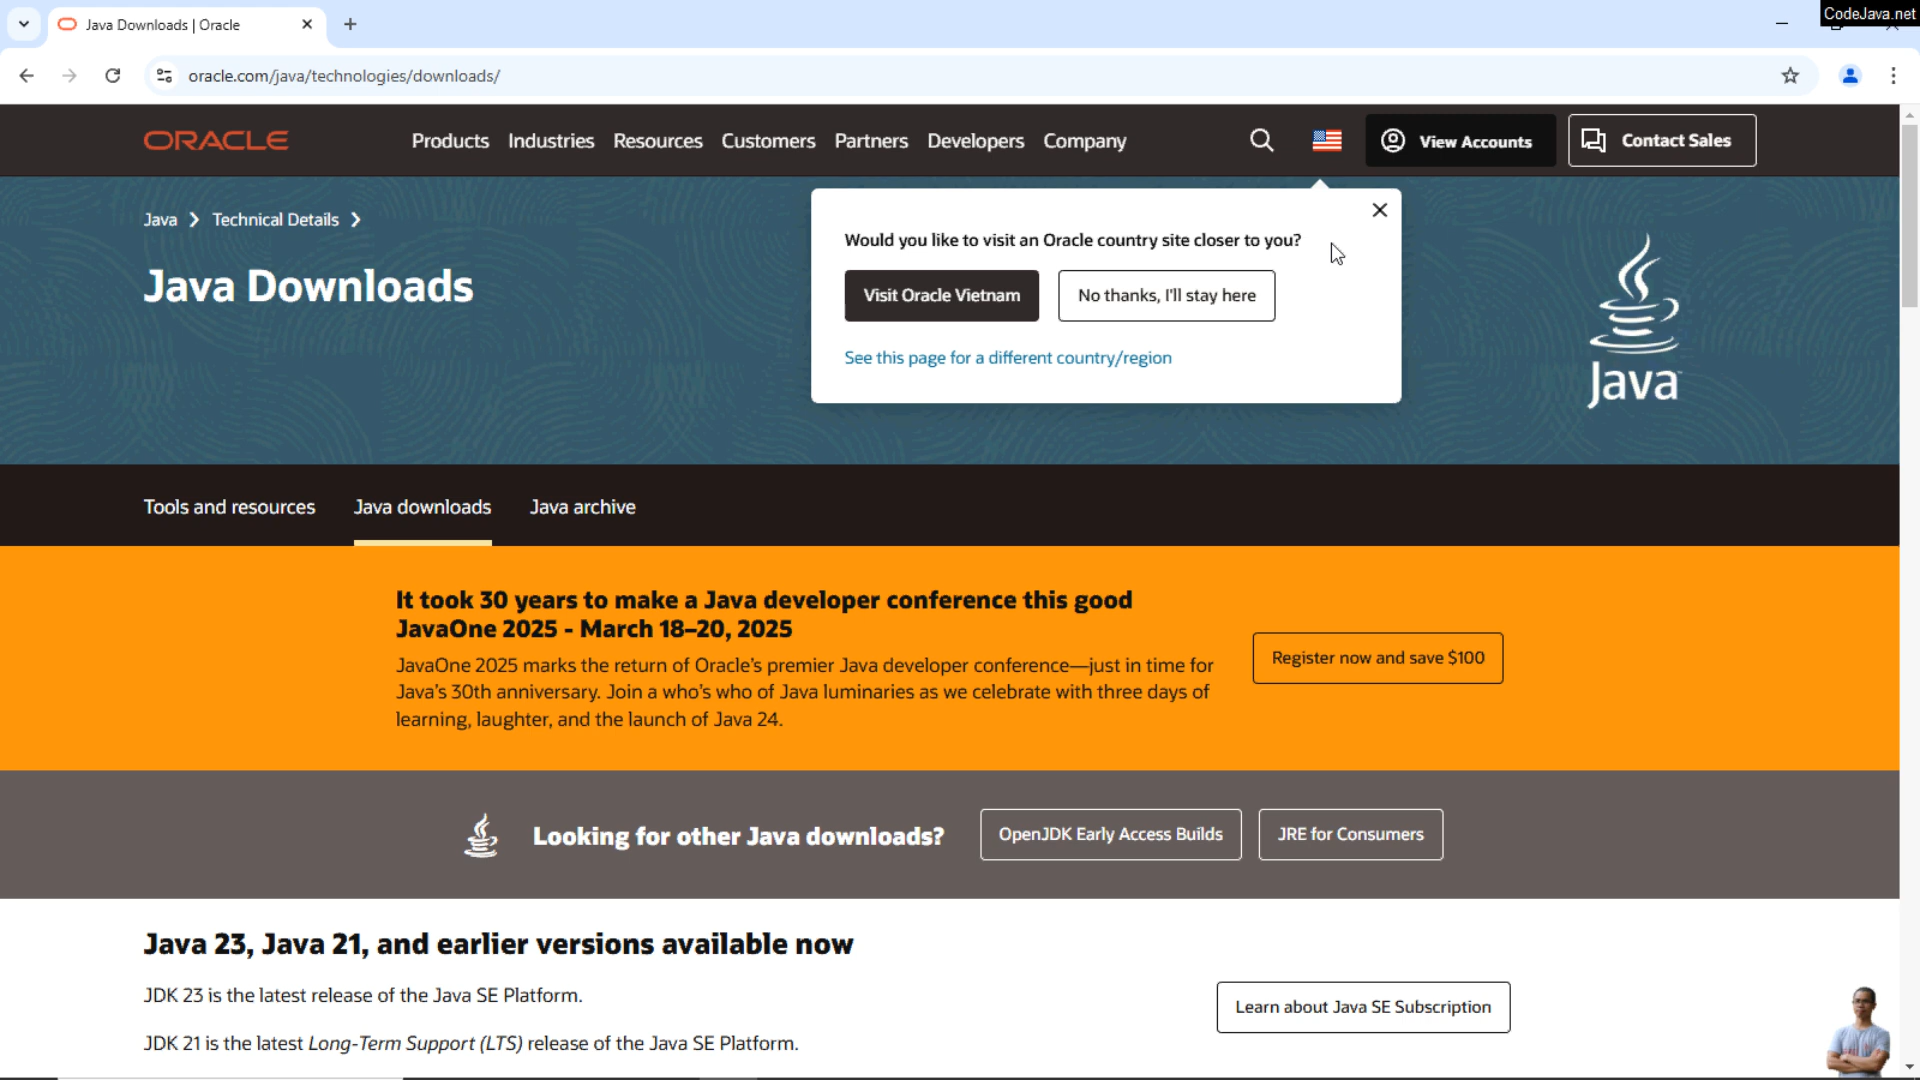 CodeJava.net
Java Downloads | Oracle
oracle.com/java/technologies/downloads/
ORACLE
Products Industries Resources Customers Partners Developers Company
View Accounts
Contact Sales
Java Technical Details
Java Downloads
Would you like to visit an Oracle country site closer to you?
Visit Oracle Vietnam
No thanks, I'll stay here
See this page for a different country/region
Java
Tools and resources
Java downloads
Java archive
It took 30 years to make a Java developer conference this good
JavaOne 2025 - March 18–20, 2025
JavaOne 2025 marks the return of Oracle's premier Java developer conference—just in time for
Java's 30th anniversary. Join a who's who of Java luminaries as we celebrate with three days of
learning, laughter, and the launch of Java 24.
Register now and save $100
Looking for other Java downloads?
OpenJDK Early Access Builds
JRE for Consumers
Java 23, Java 21, and earlier versions available now
JDK 23 is the latest release of the Java SE Platform.
Learn about Java SE Subscription
JDK 21 is the latest Long-Term Support (LTS) release of the Java SE Platform.